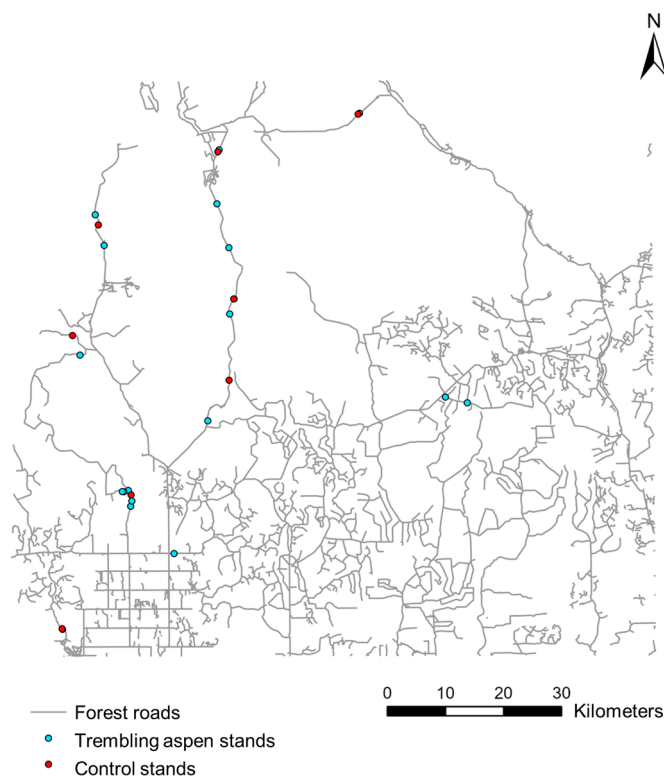 N
Forest roads
Trembling aspen stands
Control stands
0 10 20 30
Kilometers